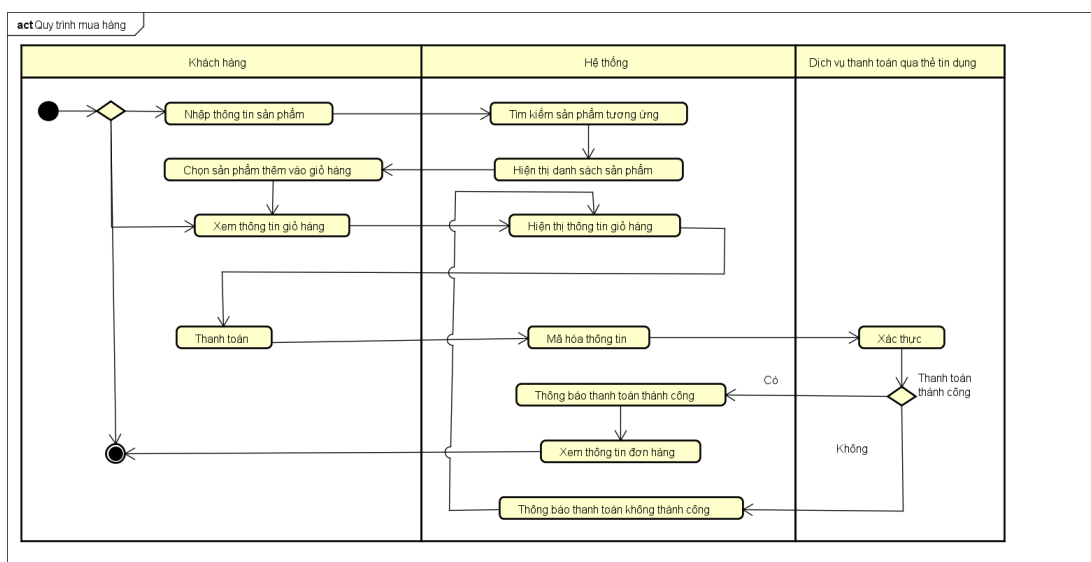 act Quy trình mua hàng
Khách hàng
Hệ thống
Dịch vụ thanh toán qua thẻ tín dụng
Nhập thông tin sản phẩm
Tìm kiếm sản phẩm tương ứng
Chọn sản phẩm thêm vào giỏ hàng
Hiện thị danh sách sản phẩm
Xem thông tin giỏ hàng
Hiện thị thông tin giỏ hàng
Thanh toán
Mã hóa thông tin
Xác thực
Có
Thanh toán
thành công
Thông báo thanh toán thành công
Xem thông tin đơn hàng
Không
Thông báo thanh toán không thành công